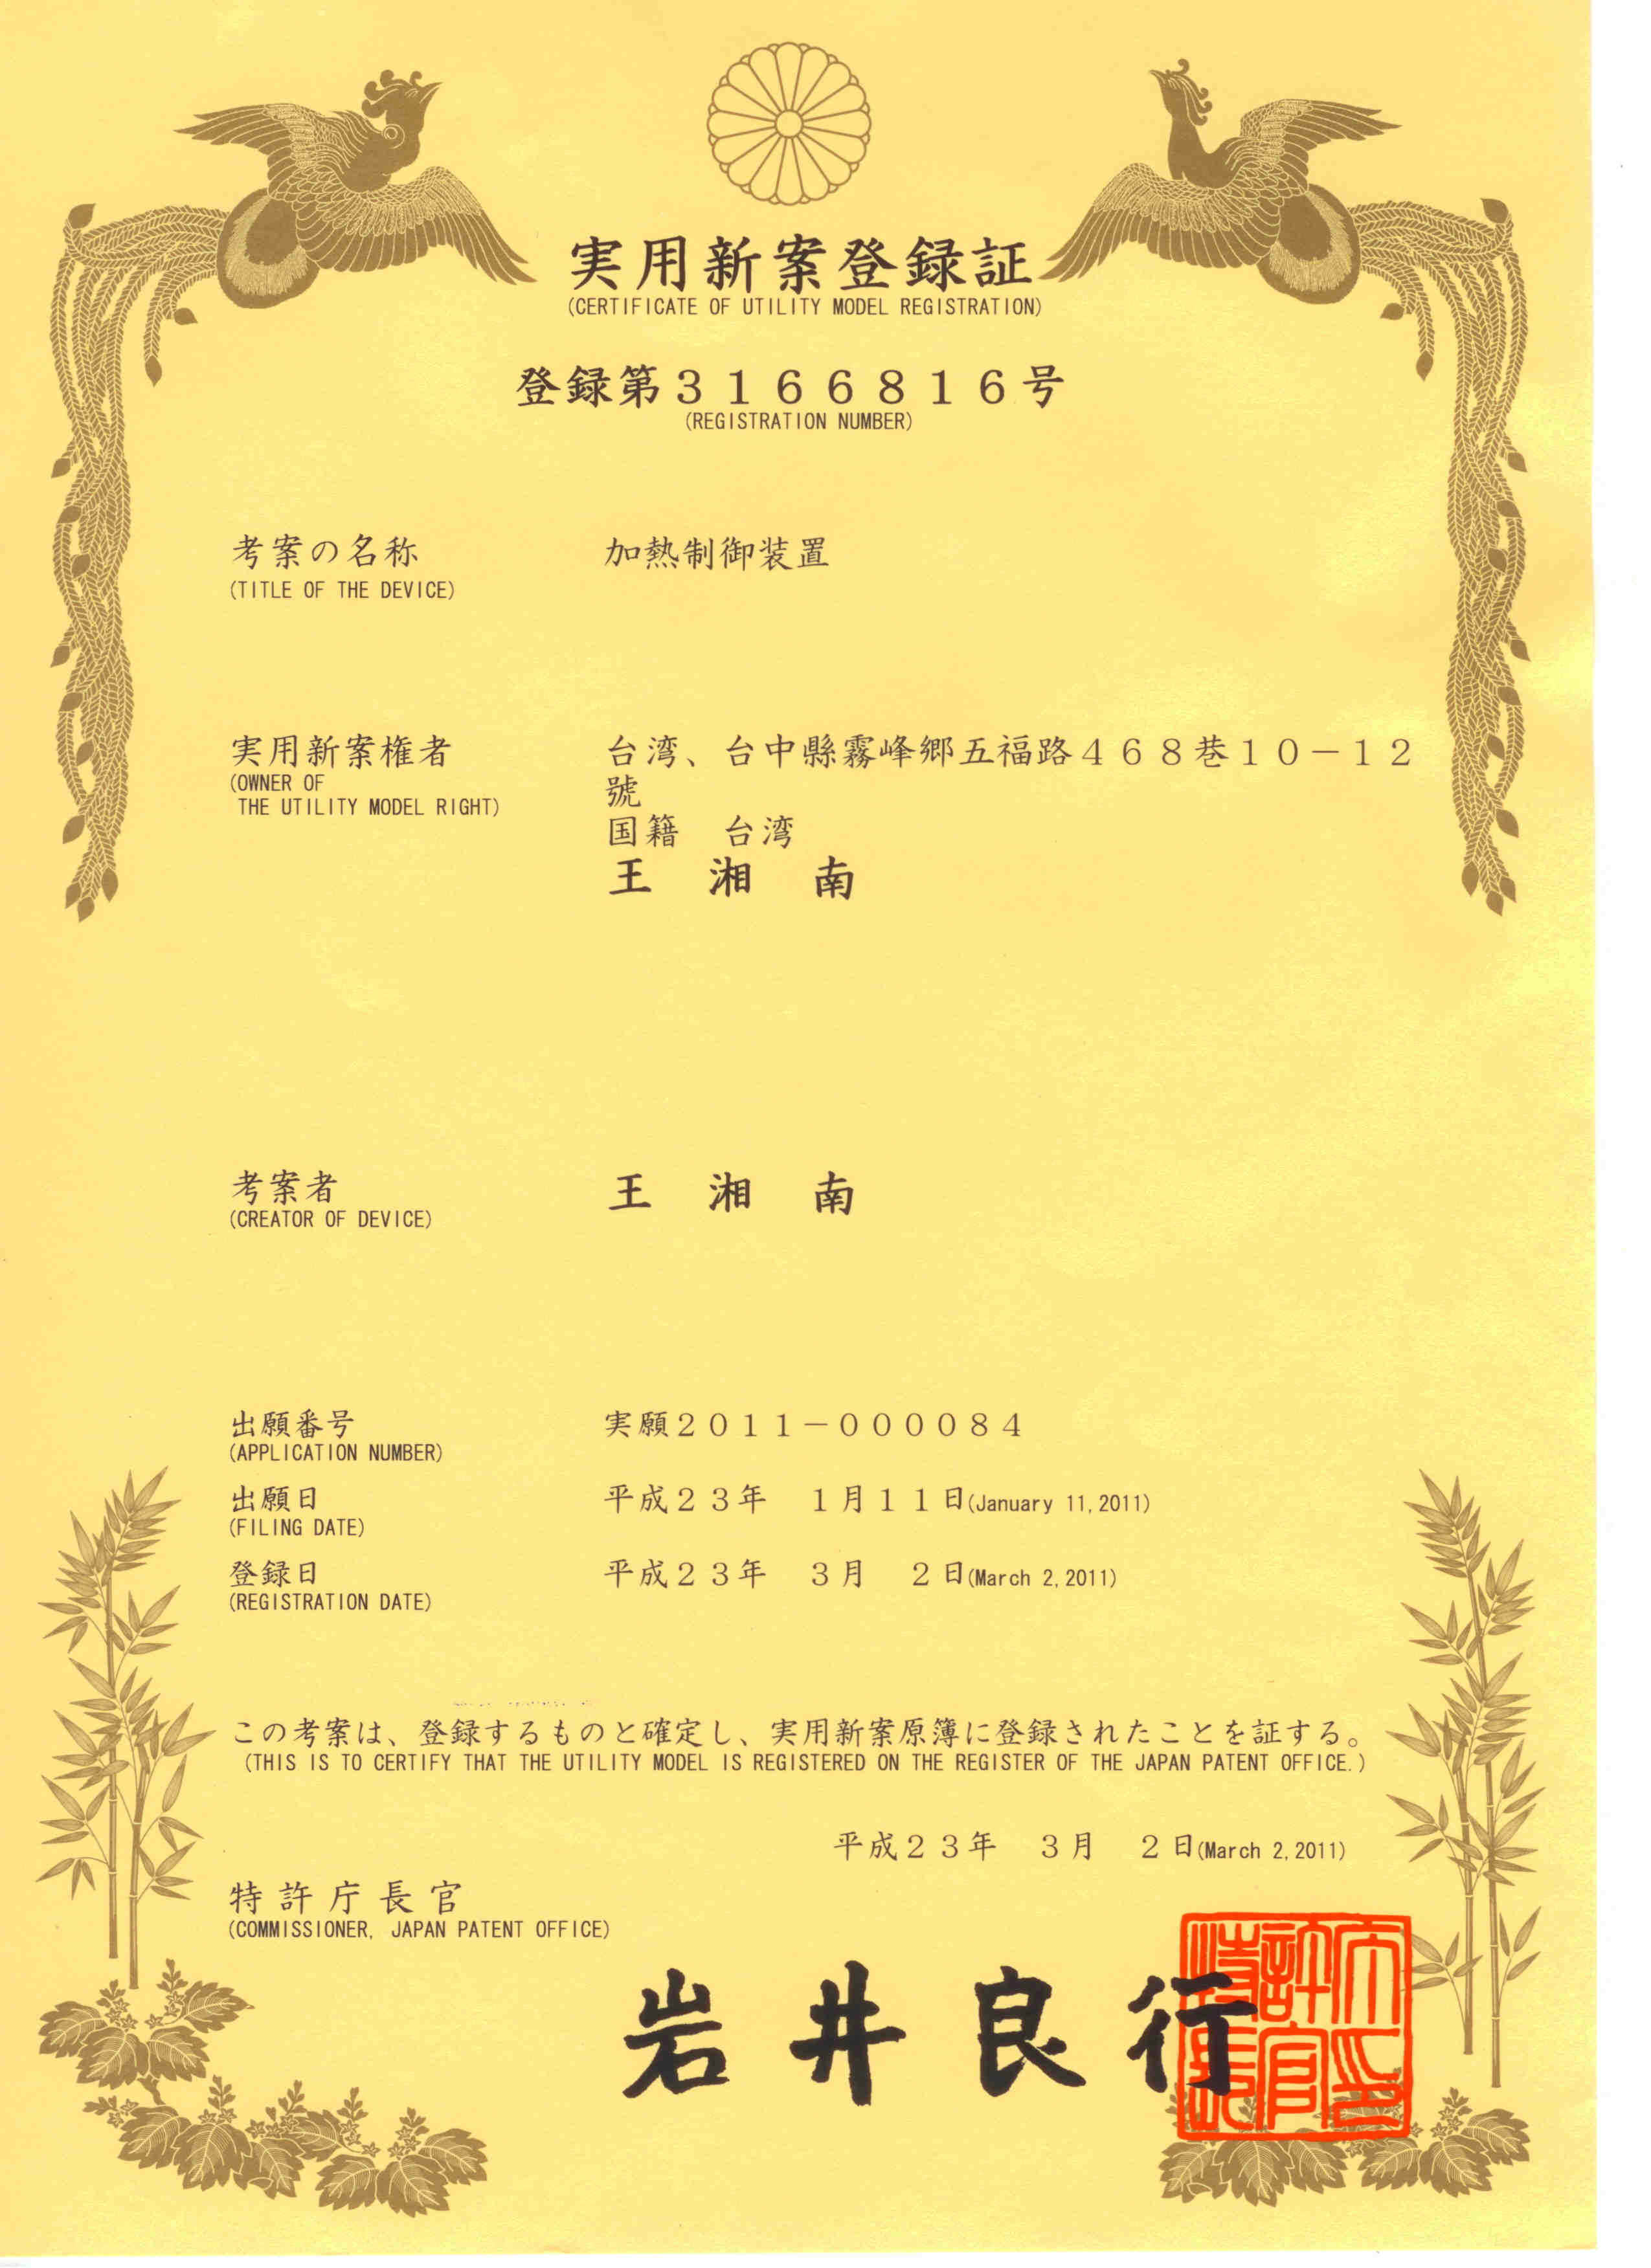 実用新案登録証
(CERTIFICATE OF UTILITY MODEL REGISTRATION)
登録第3166816号
(REGISTRATION NUMBER)
考案の名称 加熱制御装置
(TITLE OF THE DEVICE)
実用新案権者 台湾、台中縣霧峰郷五福路468巷10-12
(OWNER OF
THE UTILITY MODEL RIGHT)
號
国籍 台湾
王 湘 南
考案者 王 湘 南
(CREATOR OF DEVICE)
出願番号 実願2011-000084
(APPLICATION NUMBER)
出願日 平成23年 1月11日(January 11,2011)
(FILING DATE)
登録日 平成23年 3月 2日(March 2,2011)
(REGISTRATION DATE)
この考案は、登録するものと確定し、実用新案原簿に登録されたことを証する。
(THIS IS TO CERTIFY THAT THE UTILITY MODEL IS REGISTERED ON THE REGISTER OF THE JAPAN PATENT OFFICE.)
平成23年 3月 2日(March 2,2011)
特許庁長官
(COMMISSIONER, JAPAN PATENT OFFICE)
岩井良行